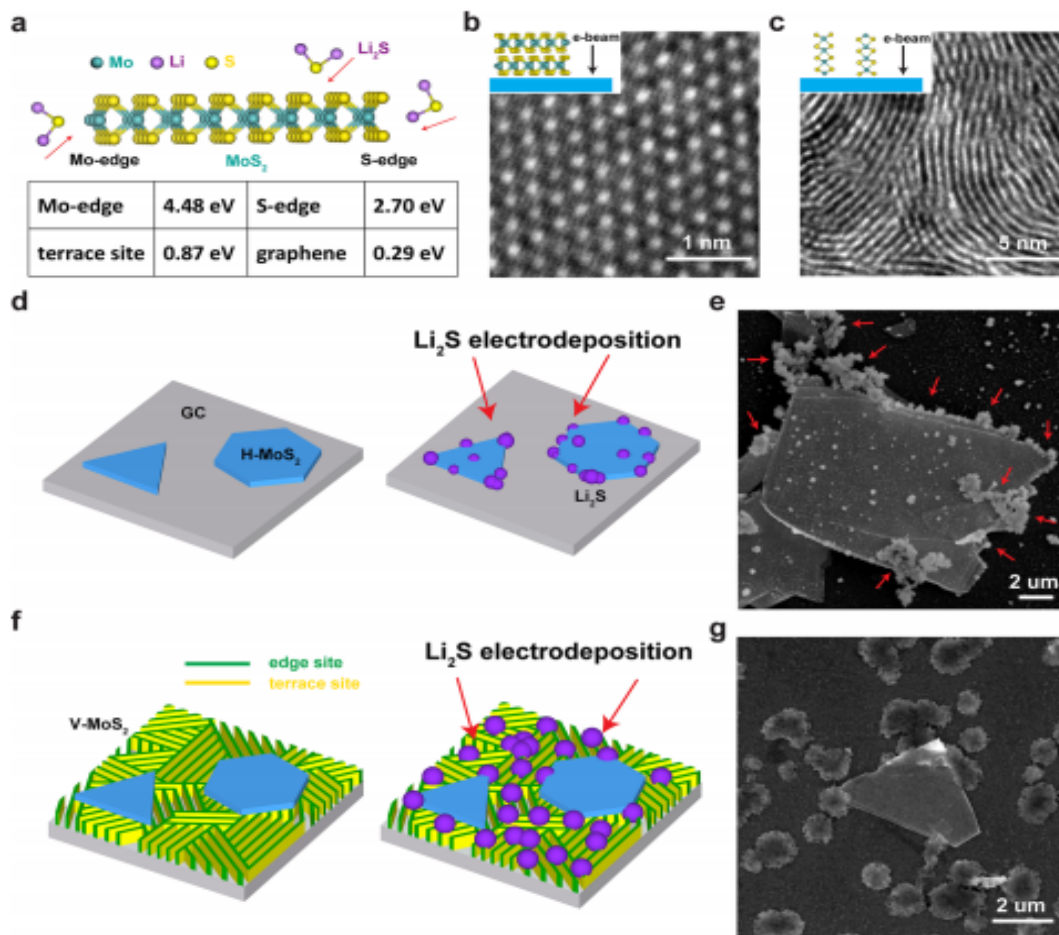 a
Mo Li S
Li₂S
Mo-edge MoS₂ S-edge
Mo-edge 4.48 eV S-edge 2.70 eV
terrace site 0.87 eV graphene 0.29 eV
b
e-beam
1 nm
c
e-beam
5 nm
d
Li₂S electrodeposition
GC
H-MoS₂
Li₂S
e
2 um
f
edge site
terrace site
V-MoS₂
Li₂S electrodeposition
g
2 um